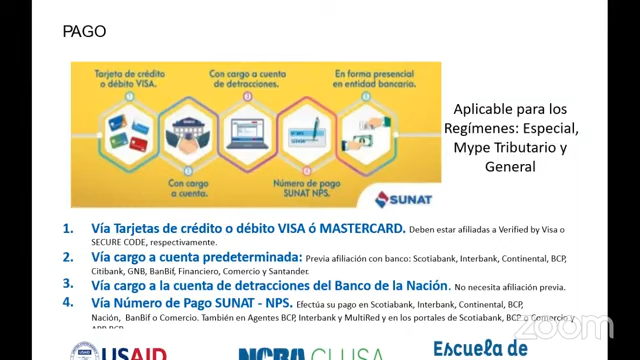 PAGO
Tarjeta de crédito
o débito VISA.
Con cargo a cuenta
de detracciones.
En forma presencial
en entidad bancaria.
Con cargo
a cuenta.
Número de pago
SUNAT NPS.
SUNAT
Aplicable para los
Regímenes: Especial,
Mype Tributario y
General
1. Vía Tarjetas de crédito o débito VISA ó MASTERCARD. Deben estar afiliadas a Verified by Visa o
SECURE CODE, respectivamente.
2. Vía cargo a cuenta predeterminada: Previa afiliación con banco: Scotiabank, Interbank, Continental, BCP,
Citibank, GNB, BanBif, Financiero, Comercio y Santander.
3. Vía cargo a la cuenta de detracciones del Banco de la Nación. No necesita afiliación previa.
4. Vía Número de Pago SUNAT - NPS. Efectúa su pago en Scotiabank, Interbank, Continental, BCP,
Nación, BanBif o Comercio. También en Agentes BCP, Interbank y MultiRed y en los portales de Scotiabank, BCP o Comercio y
APP BCP
zoom
USAID
NCBA CLUSA
Escuela de